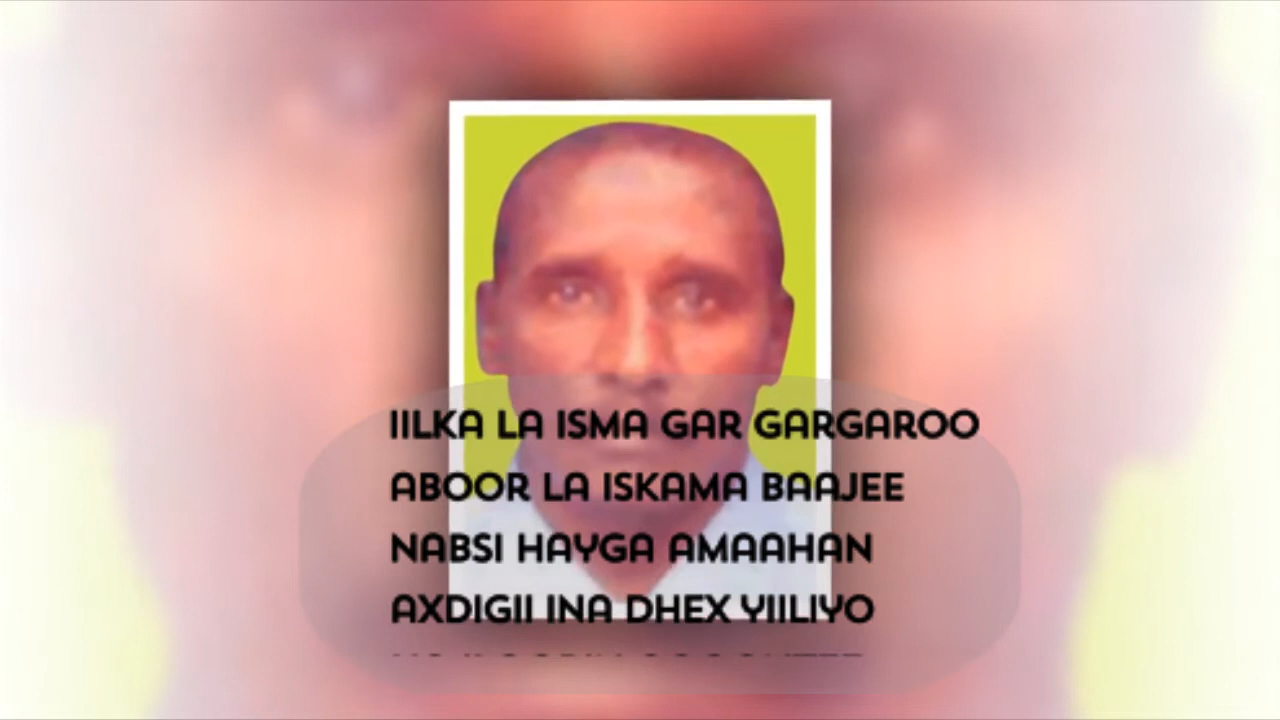 IILKA LA ISMA GAR GARGAROO
ABOOR LA ISKAMA BAAJEE
NABSI HAYGA AMAAHAN
AXDIGII INA DHEX YIILIYO